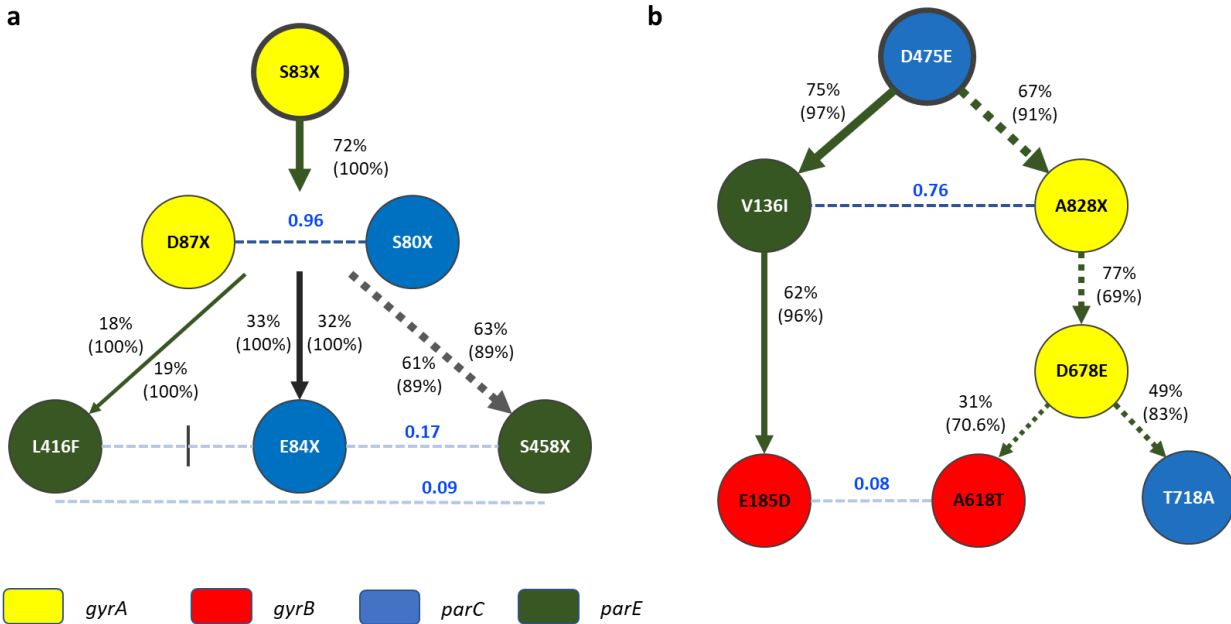 a
S83X
72%
(100%)
D87X
0.96
S80X
18%
(100%)
19%
(100%)
33%
(100%)
32%
(100%)
63%
(89%)
61%
(89%)
L416F
E84X
0.17
S458X
0.09
b
D475E
75%
(97%)
67%
(91%)
V136I
0.76
A828X
62%
(96%)
77%
(69%)
D678E
31%
(70.6%)
49%
(83%)
E185D
0.08
A618T
T718A
gyrA
gyrB
parC
parE